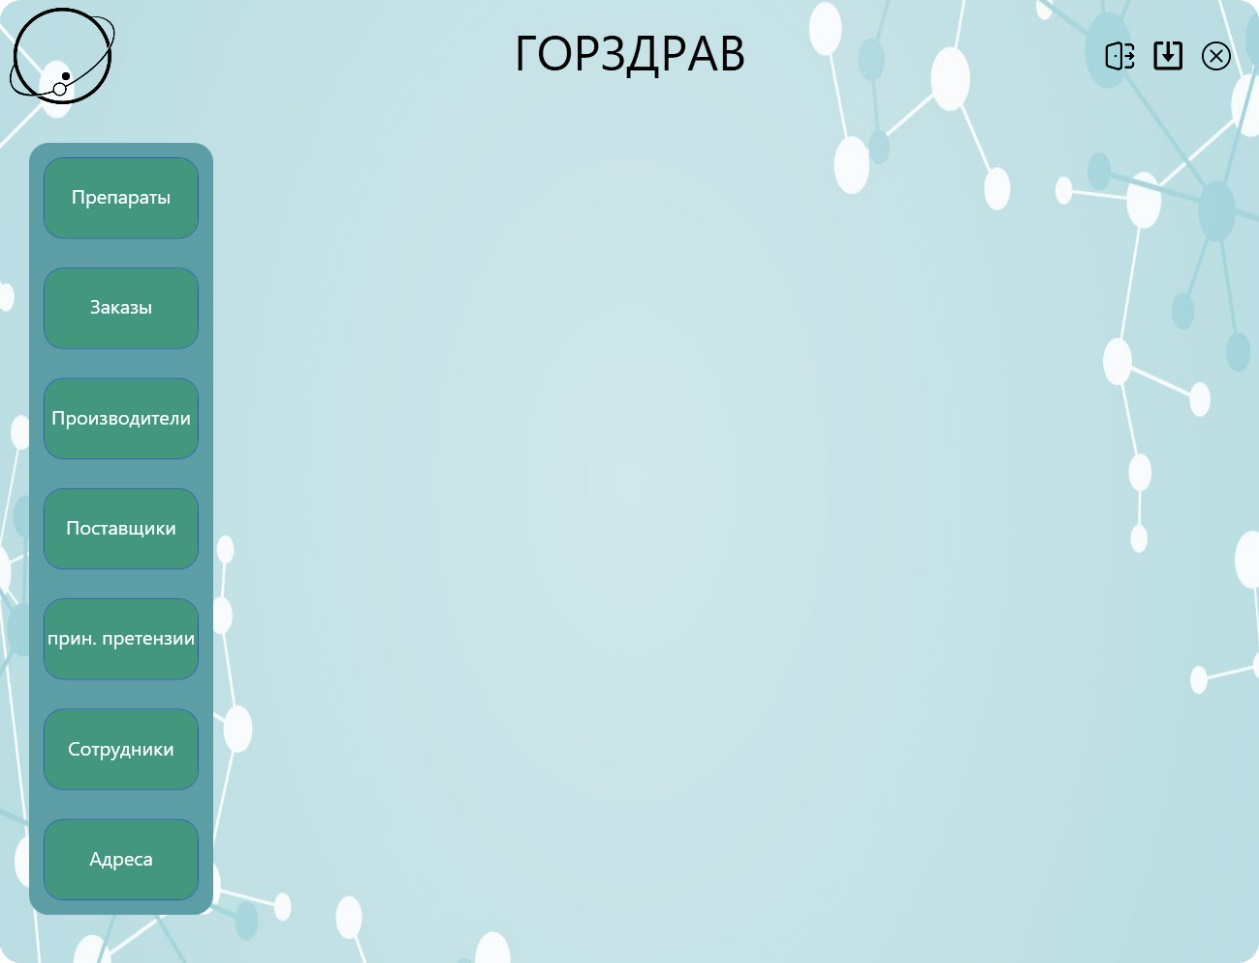 ГОРЗДРАВ
Препараты
Заказы
Производители
Поставщики
прин. претензии
Сотрудники
Адреса